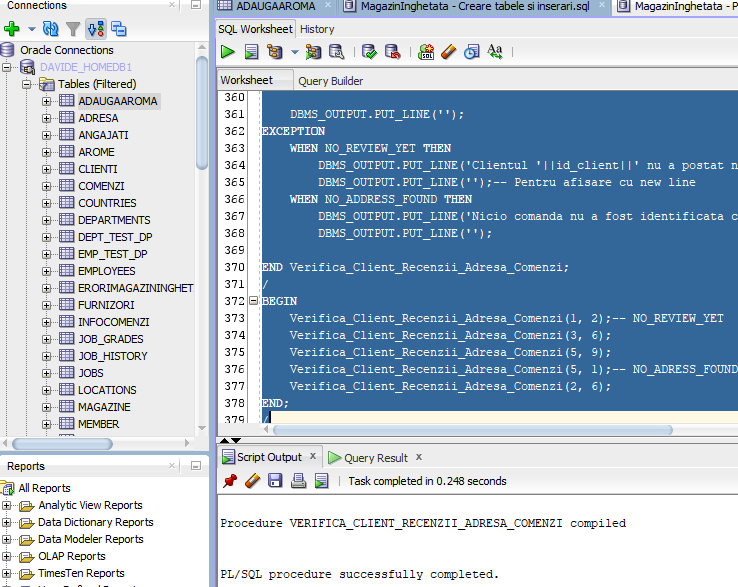 Connections
Oracle Connections
DAVIDE_HOMEDB1
Tables (Filtered)
ADAUGAAROMA
ADRESA
ANGAJATI
AROME
CLIENTI
COMENZI
COUNTRIES
DEPARTMENTS
DEPT_TEST_DP
EMP_TEST_DP
EMPLOYEES
ERORIMAGAZININGHET
FURNIZORI
INFOCOMENZI
JOB_GRADES
JOB_HISTORY
JOBS
LOCATIONS
MAGAZINE
MEMBER
Reports
All Reports
Analytic View Reports
Data Dictionary Reports
Data Modeler Reports
OLAP Reports
TimesTen Reports
ADAUGAAROMA
MagazinInghetata - Creare tabele si inserari.sql
MagazinInghetata - P
SQL Worksheet
History
Worksheet
Query Builder
360
361 DBMS_OUTPUT.PUT_LINE('');
362 EXCEPTION
363 WHEN NO_REVIEW_YET THEN
364 DBMS_OUTPUT.PUT_LINE('Clientul '||id_client||' nu a postat n
365 DBMS_OUTPUT.PUT_LINE('');-- Pentru afisare cu new line
366 WHEN NO_ADDRESS_FOUND THEN
367 DBMS_OUTPUT.PUT_LINE('Nicio comanda nu a fost identificata c
368 DBMS_OUTPUT.PUT_LINE('');
369
370 END Verifica_Client_Recenzii_Adresa_Comenzi;
371 /
372 BEGIN
373 Verifica_Client_Recenzii_Adresa_Comenzi(1, 2);-- NO_REVIEW_YET
374 Verifica_Client_Recenzii_Adresa_Comenzi(3, 6);
375 Verifica_Client_Recenzii_Adresa_Comenzi(5, 9);
376 Verifica_Client_Recenzii_Adresa_Comenzi(5, 1);-- NO_ADRESS_FOUND
377 Verifica_Client_Recenzii_Adresa_Comenzi(2, 6);
378 END;
379 /
Script Output
Query Result
Task completed in 0.248 seconds
Procedure VERIFICA_CLIENT_RECENZII_ADRESA_COMENZI compiled
PL/SQL procedure successfully completed.